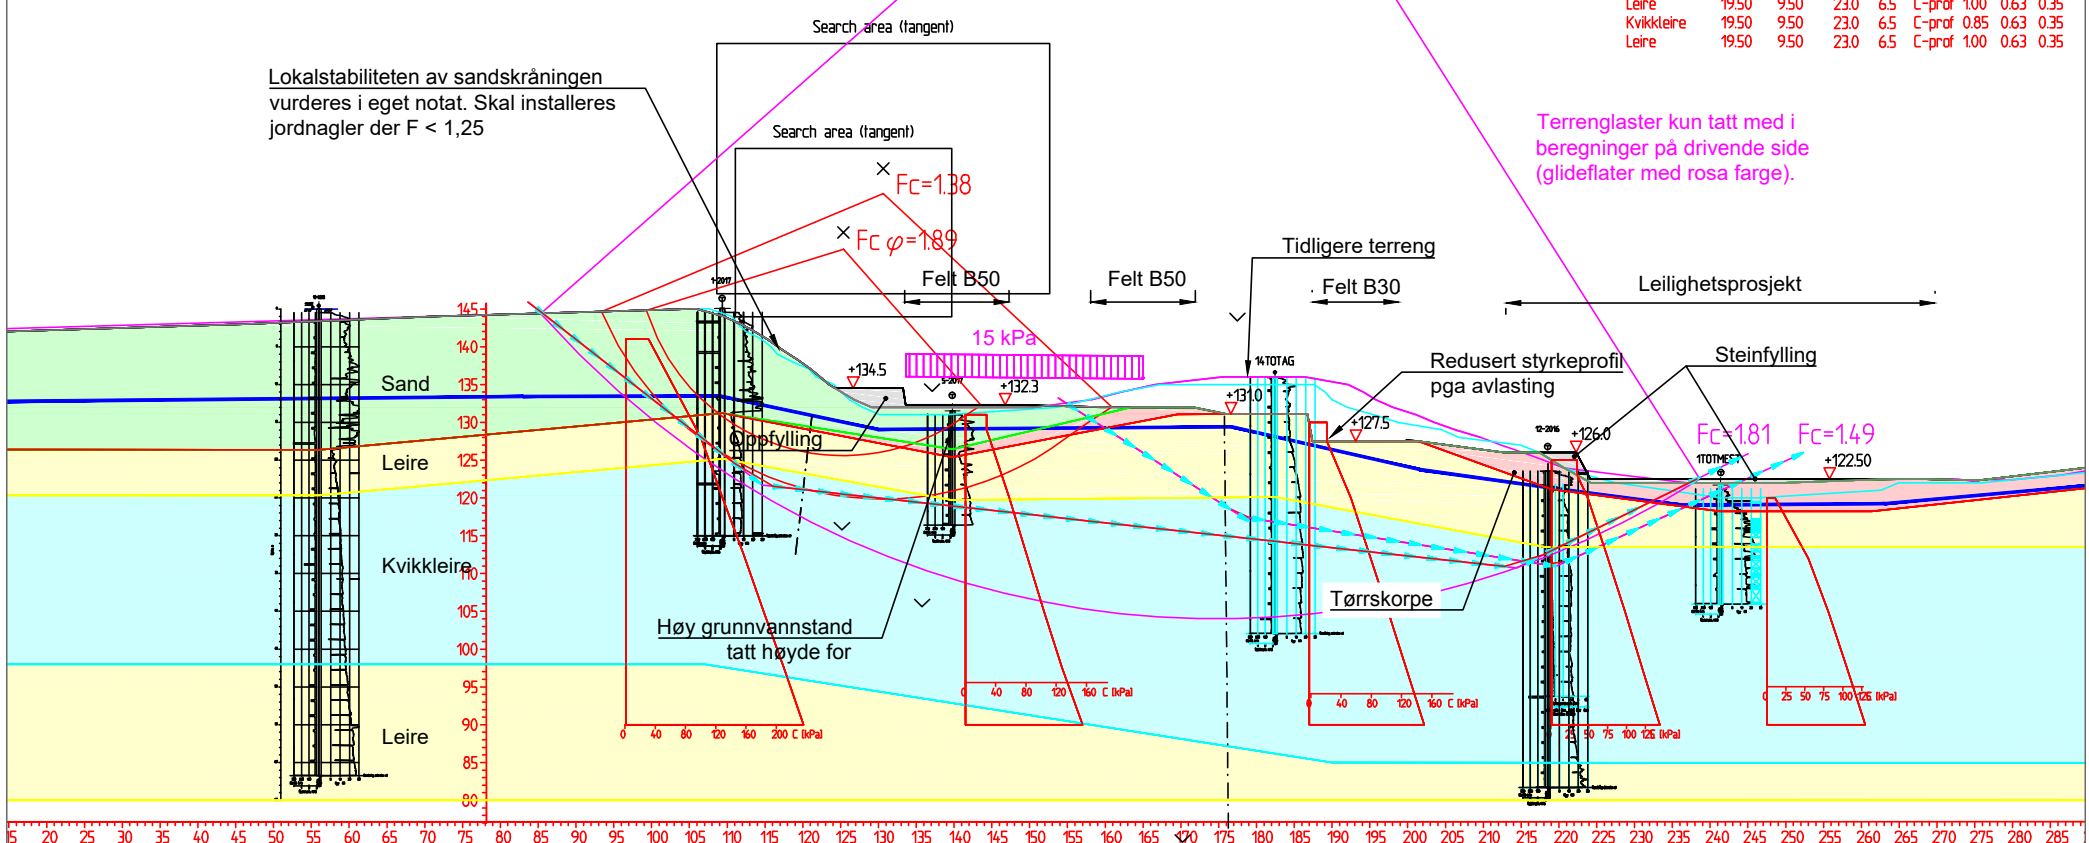 Leire 19.50 9.50 23.0 6.5 C-prof 1.00 0.63 0.35
Kvikkleire 19.50 9.50 23.0 6.5 C-prof 0.85 0.63 0.35
Leire 19.50 9.50 23.0 6.5 C-prof 1.00 0.63 0.35
Search area (tangent)
Lokalstabiliteten av sandskråningen
vurderes i eget notat. Skal installeres
jordnagler der F < 1,25
Search area (tangent)
Terrenglaster kun tatt med i
beregninger på drivende side
(glideflater med rosa farge).
Fc=1.38
Fc φ=1.89
Tidligere terreng
Felt B50
Felt B50
Felt B30
Leilighetsprosjekt
1-2017
15 kPa
145
140
135
130
125
120
115
110
105
100
95
90
85
80
Sand
+134.5
5-2017
+132.3
14TOTAG
+131.0
Redusert styrkeprofil
pga avlasting
Steinfylling
+127.5
12-2016
+126.0
Fc=1.81
Fc=1.49
1TOTMEST
+122.50
Oppfylling
Leire
Kvikkleire
Tørrskorpe
Høy grunnvannstand
tatt høyde for
Leire
0 40 80 120 160 200 C (kPa)
0 40 80 120 160 C (kPa)
0 40 80 120 160 C (kPa)
25 50 75 100 125 (kPa)
25 50 75 100
15 20 25 30 35 40 45 50 55 60 65 70 75 80 85 90 95 100 105 110 115 120 125 130 135 140 145 150 155 160 165 170 175 180 185 190 195 200 205 210 215 220 225 230 235 240 245 250 255 260 265 270 275 280 285